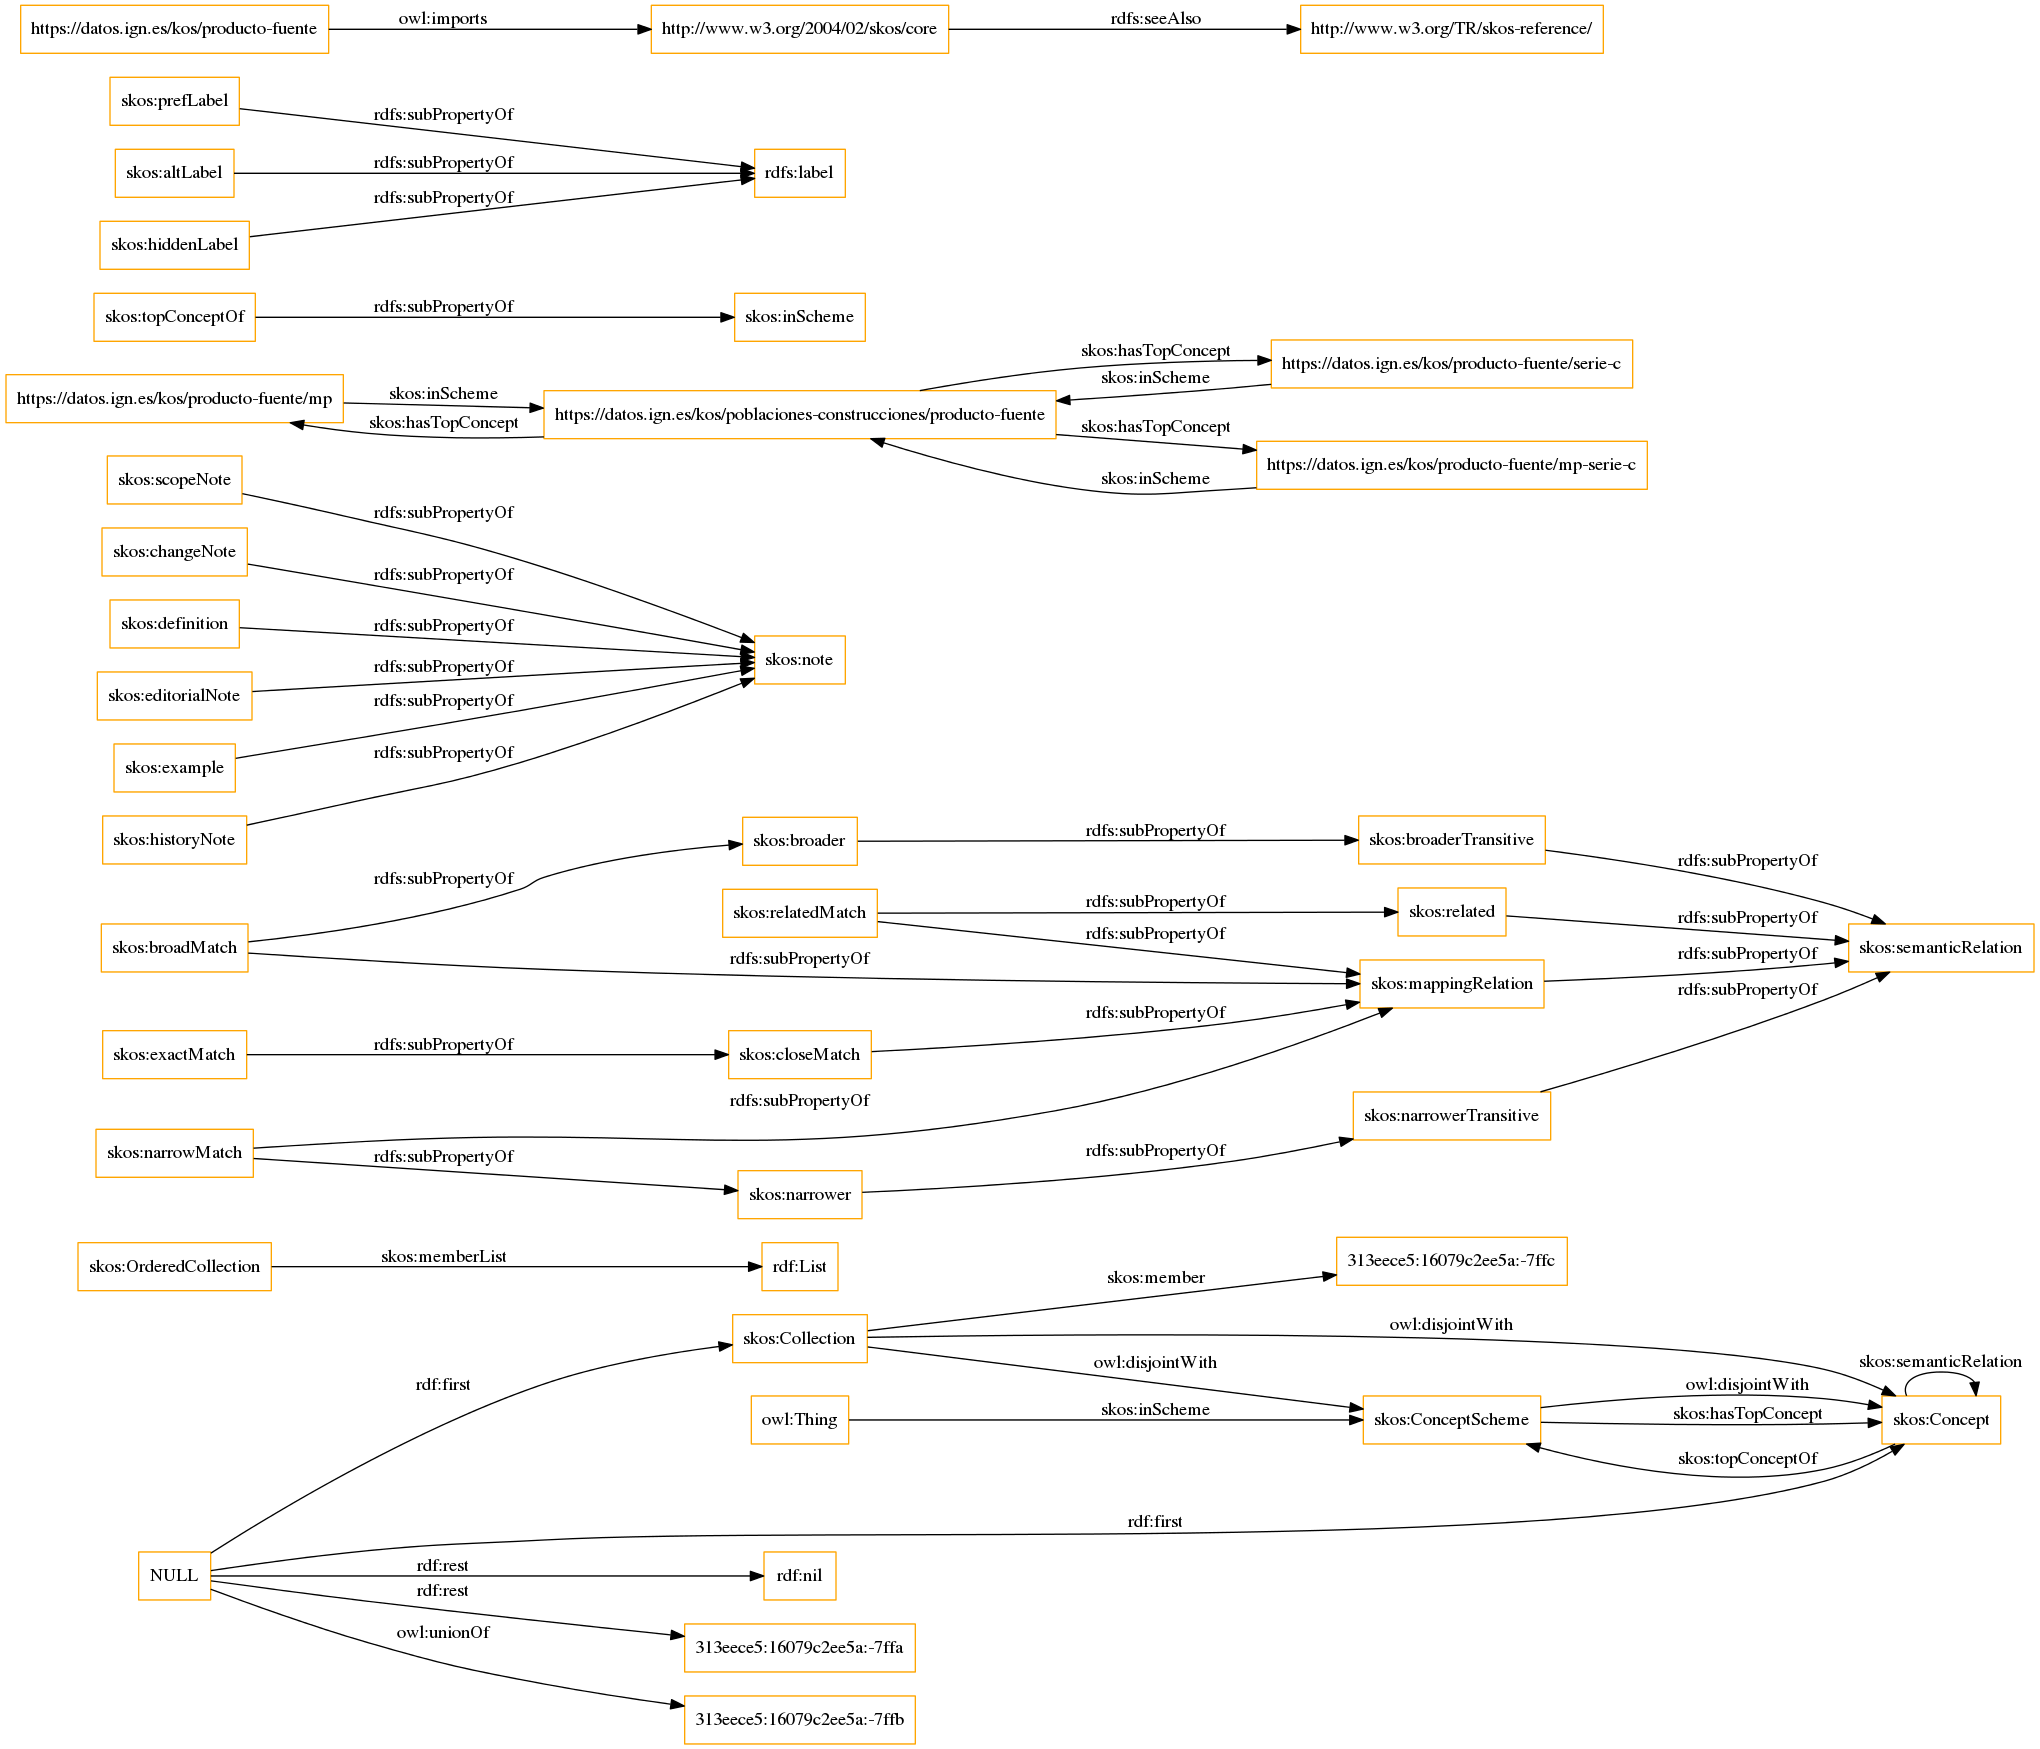 https://datos.ign.es/kos/producto-fuente
owl:imports
http://www.w3.org/2004/02/skos/core
rdfs:seeAlso
http://www.w3.org/TR/skos-reference/
skos:prefLabel
rdfs:subPropertyOf
skos:altLabel
rdfs:subPropertyOf
rdfs:label
skos:hiddenLabel
rdfs:subPropertyOf
skos:topConceptOf
rdfs:subPropertyOf
skos:inScheme
https://datos.ign.es/kos/producto-fuente/mp
skos:inScheme
skos:hasTopConcept
https://datos.ign.es/kos/poblaciones-construcciones/producto-fuente
skos:hasTopConcept
skos:inScheme
https://datos.ign.es/kos/producto-fuente/serie-c
skos:hasTopConcept
skos:inScheme
https://datos.ign.es/kos/producto-fuente/mp-serie-c
skos:scopeNote
rdfs:subPropertyOf
skos:changeNote
rdfs:subPropertyOf
skos:definition
rdfs:subPropertyOf
skos:note
skos:editorialNote
rdfs:subPropertyOf
skos:example
rdfs:subPropertyOf
skos:historyNote
rdfs:subPropertyOf
skos:broadMatch
rdfs:subPropertyOf
skos:broader
rdfs:subPropertyOf
skos:broaderTransitive
rdfs:subPropertyOf
skos:relatedMatch
rdfs:subPropertyOf
skos:related
rdfs:subPropertyOf
skos:semanticRelation
rdfs:subPropertyOf
rdfs:subPropertyOf
skos:mappingRelation
rdfs:subPropertyOf
rdfs:subPropertyOf
skos:exactMatch
rdfs:subPropertyOf
skos:closeMatch
rdfs:subPropertyOf
rdfs:subPropertyOf
skos:narrowerTransitive
skos:narrowMatch
rdfs:subPropertyOf
skos:narrower
rdfs:subPropertyOf
skos:OrderedCollection
skos:memberList
rdf:List
skos:Collection
skos:member
313eece5:16079c2ee5a:-7ffc
owl:disjointWith
owl:disjointWith
skos:semanticRelation
owl:Thing
skos:inScheme
skos:ConceptScheme
owl:disjointWith
skos:hasTopConcept
skos:topConceptOf
skos:Concept
rdf:first
rdf:first
NULL
rdf:rest
rdf:nil
rdf:rest
313eece5:16079c2ee5a:-7ffa
owl:unionOf
313eece5:16079c2ee5a:-7ffb